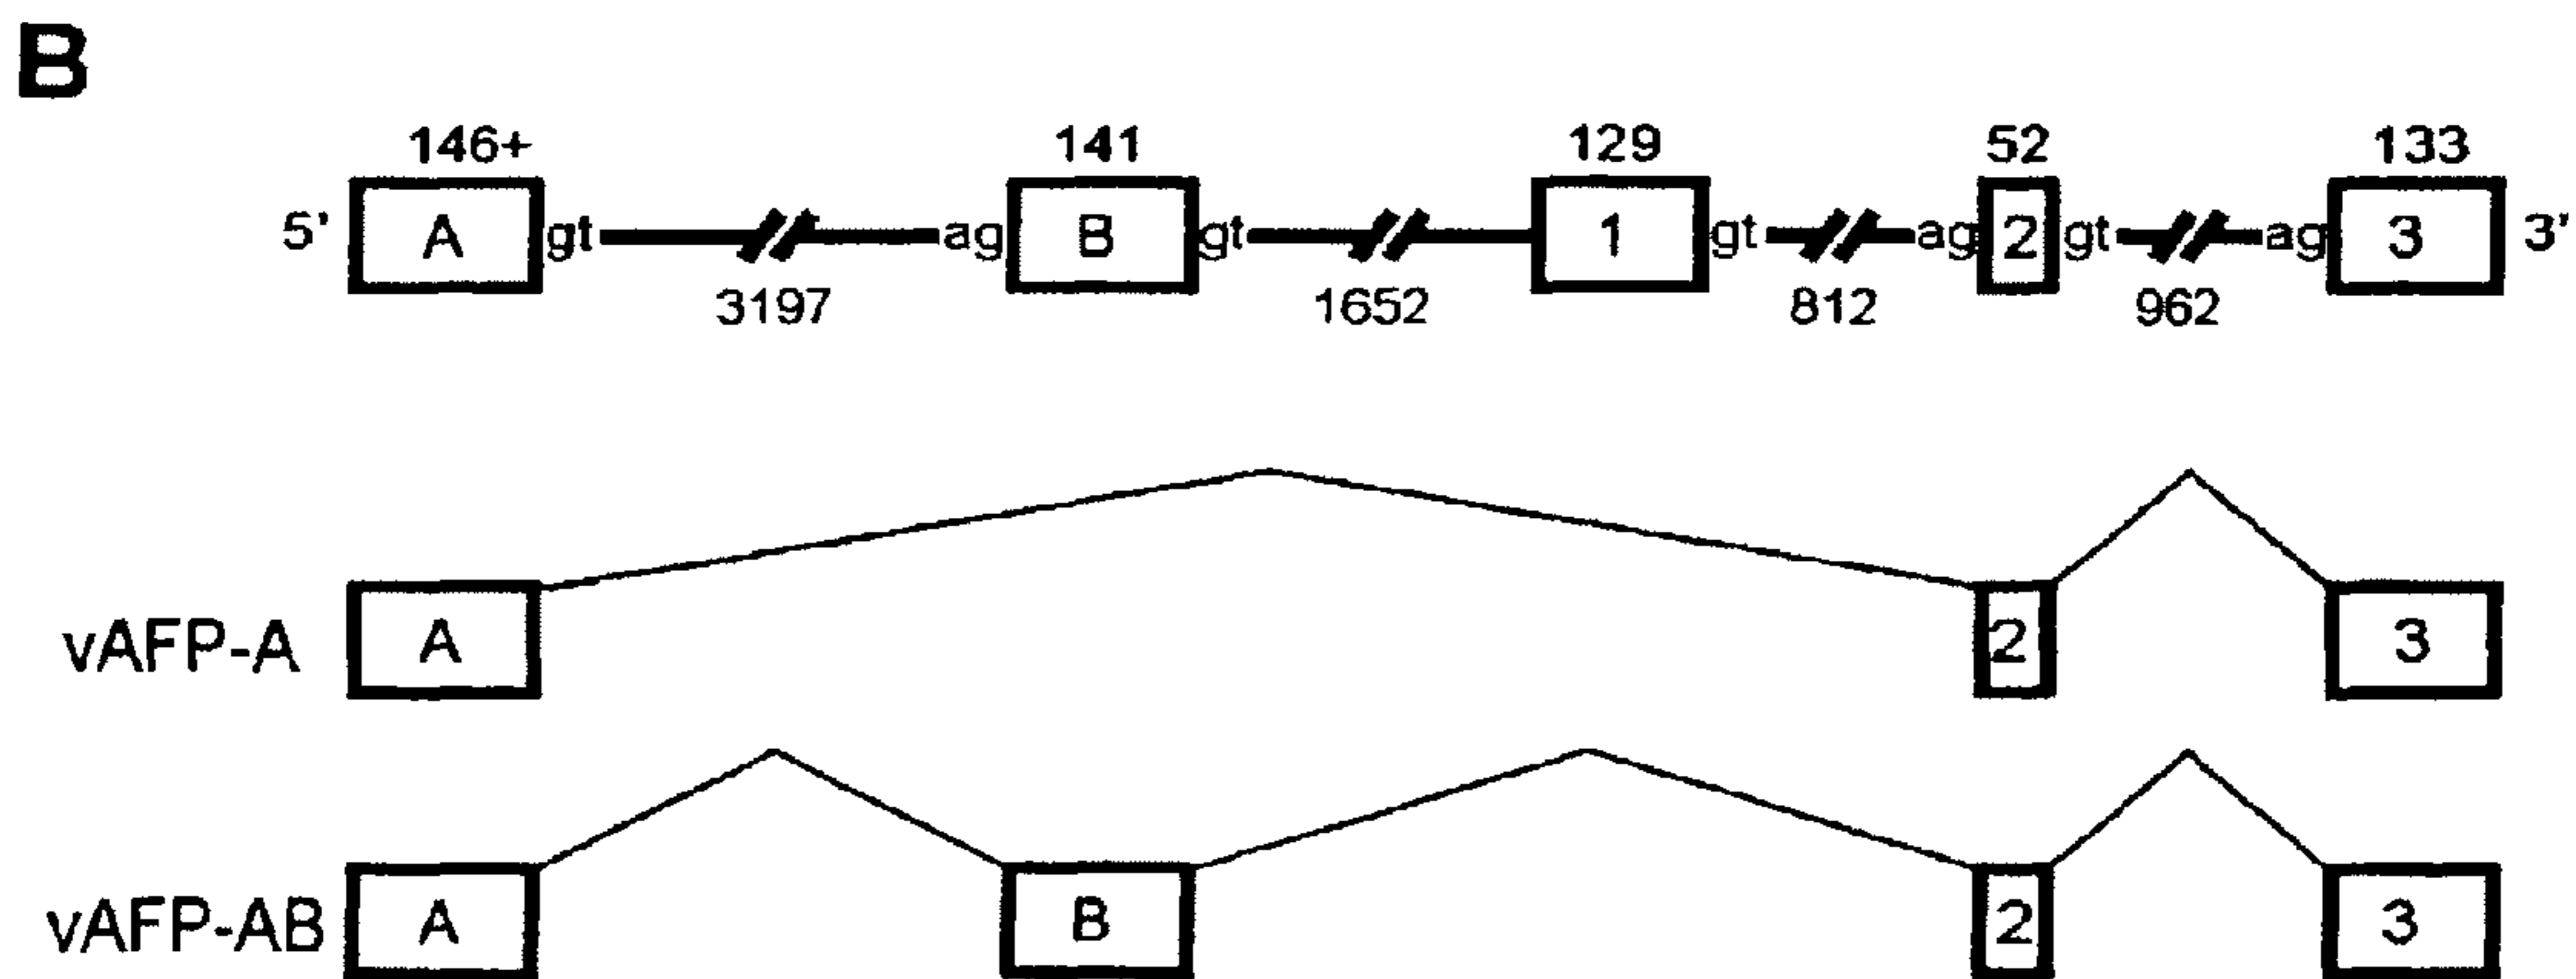 B
146+ 141 129 52 133
5' A gt ag B gt 1 gt ag 2 gt ag 3 3'
3197 1652 812 962
vAFP-A A 2 3
vAFP-AB A B 2 3